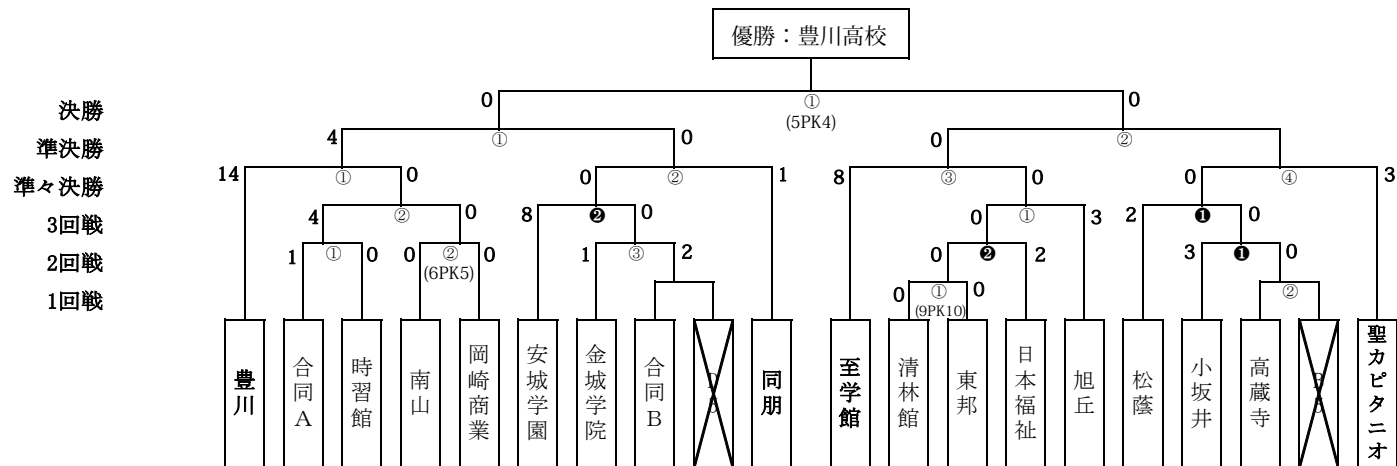 優勝：豊川高校
決勝
0
①
(5PK4)
0
準決勝
4
①
0
0
②
準々決勝
14
①
0
0
②
1
8
③
0
0
④
3
3回戦
4
②
0
8
❷
0
0
①
3
2
❶
0
2回戦
1
①
0
0
②
(6PK5)
0
1
③
2
0
❷
2
3
❶
0
1回戦
0
①
(9PK10)
0
②
豊川
合同A
時習館
南山
岡崎商業
安城学園
金城学院
合同B
同朋
至学館
清林館
東邦
日本福祉
旭丘
松蔭
小坂井
高蔵寺
聖カピタニオ